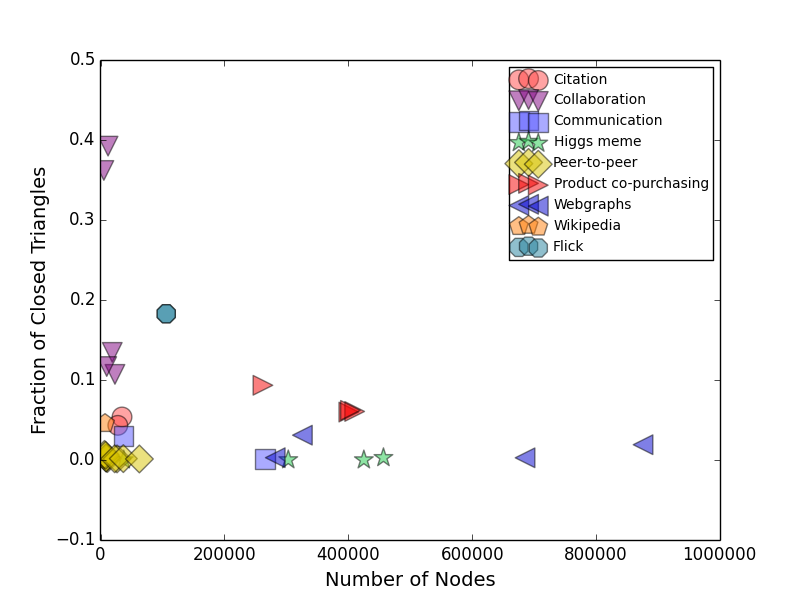 0.5
0.4
0.3
0.2
0.1
0.0
−0.1
Fraction of Closed Triangles
0 200000 400000 600000 800000 1000000
Number of Nodes
Citation
Collaboration
Communication
Higgs meme
Peer-to-peer
Product co-purchasing
Webgraphs
Wikipedia
Flick